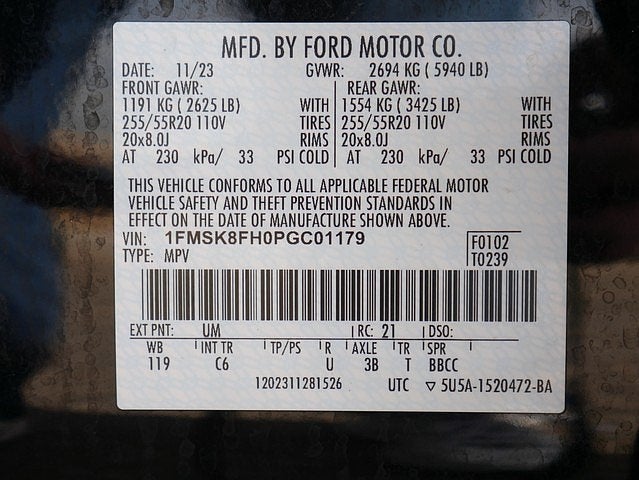 MFD. BY FORD MOTOR CO.
DATE: 11/23 GVWR: 2694 KG ( 5940 LB)
FRONT GAWR: REAR GAWR:
1191 KG ( 2625 LB) WITH 1554 KG ( 3425 LB) WITH
255/55R20 110V TIRES 255/55R20 110V TIRES
20x8.0J RIMS 20x8.0J RIMS
AT 230 kPa/ 33 PSI COLD AT 230 kPa/ 33 PSI COLD
THIS VEHICLE CONFORMS TO ALL APPLICABLE FEDERAL MOTOR
VEHICLE SAFETY AND THEFT PREVENTION STANDARDS IN
EFFECT ON THE DATE OF MANUFACTURE SHOWN ABOVE.
VIN: 1FMSK8FH0PGC01179 F0102
TYPE: MPV T0239
EXT PNT: UM RC: 21 DSO:
WB INT TR TP/PS R AXLE TR SPR
119 C6 U 3B T BBCC
1202311281526 UTC ▽ 5U5A-1520472-BA